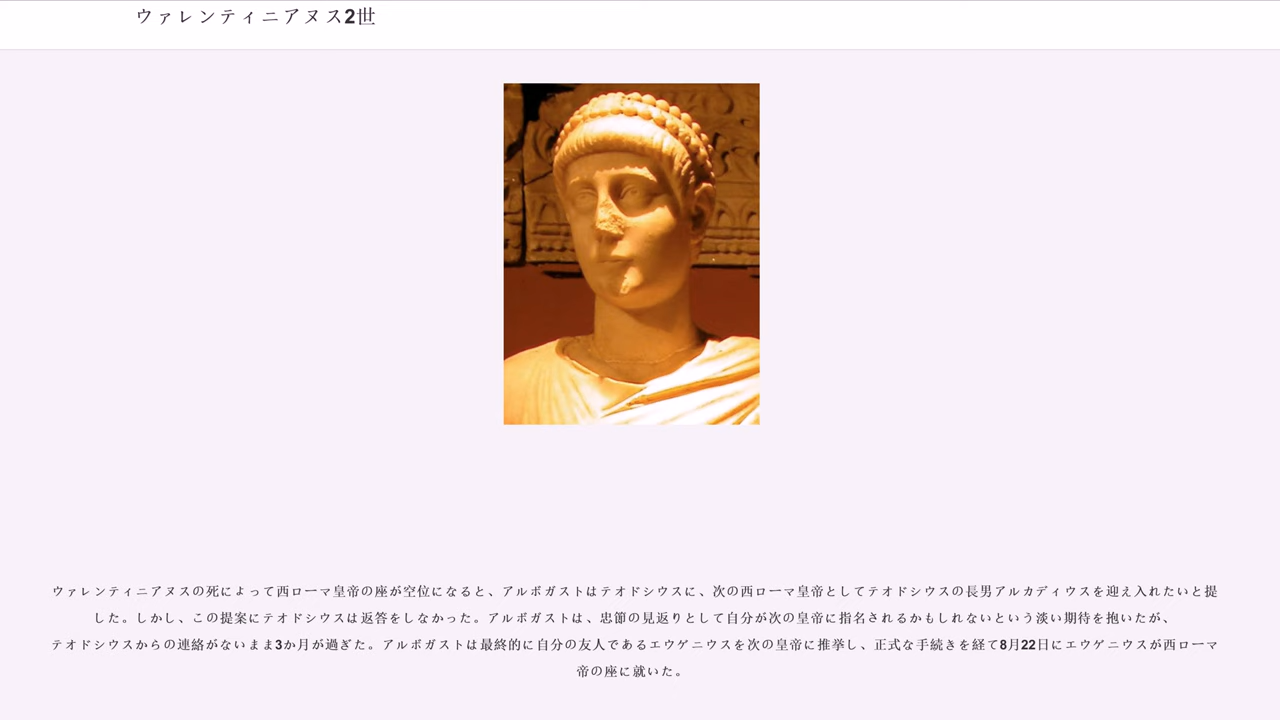 ウァレンティニアヌス2世
ウァレンティニアヌスの死によって西ローマ皇帝の座が空位になると、アルボガストはテオドシウスに、次の西ローマ皇帝としてテオドシウスの長男アルカディウスを迎え入れたいと提
した。しかし、この提案にテオドシウスは返答をしなかった。アルボガストは、忠節の見返りとして自分が次の皇帝に指名されるかもしれないという淡い期待を抱いたが、
テオドシウスからの連絡がないまま3か月が過ぎた。アルボガストは最終的に自分の友人であるエウゲニウスを次の皇帝に推挙し、正式な手続きを経て8月22日にエウゲニウスが西ローマ
帝の座に就いた。